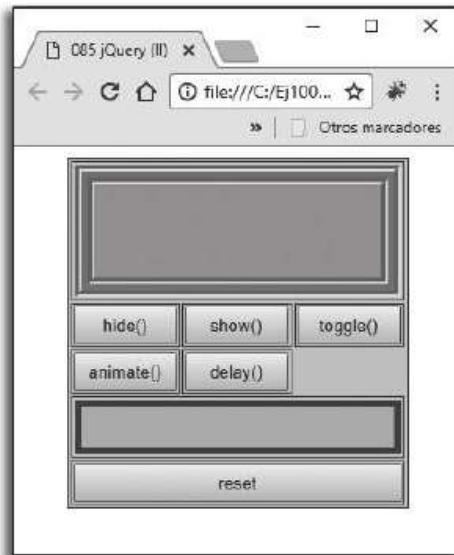 085 jQuery (II)
file:///C:/Ej100...
» Otros marcadores
hide() show() toggle()
animate() delay()
reset